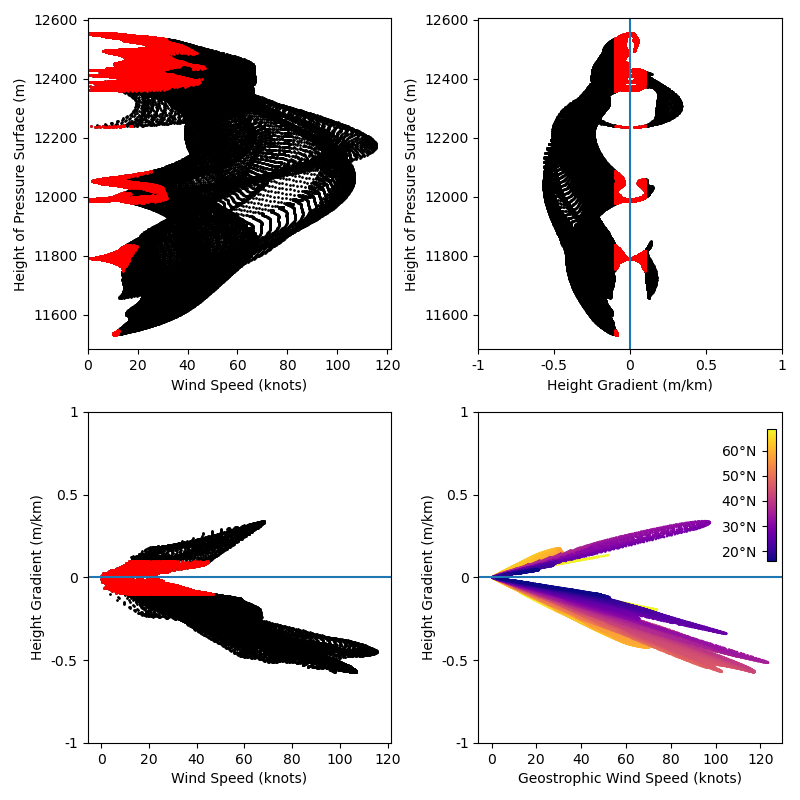 12600
12400
12200
12000
11800
11600
Height of Pressure Surface (m)
0 20 40 60 80 100 120
Wind Speed (knots)
12600
12400
12200
12000
11800
11600
Height of Pressure Surface (m)
-1 -0.5 0 0.5 1
Height Gradient (m/km)
1
0.5
0
-0.5
-1
Height Gradient (m/km)
0 20 40 60 80 100 120
Wind Speed (knots)
1
0.5
0
-0.5
-1
Height Gradient (m/km)
60°N
50°N
40°N
30°N
20°N
0 20 40 60 80 100 120
Geostrophic Wind Speed (knots)